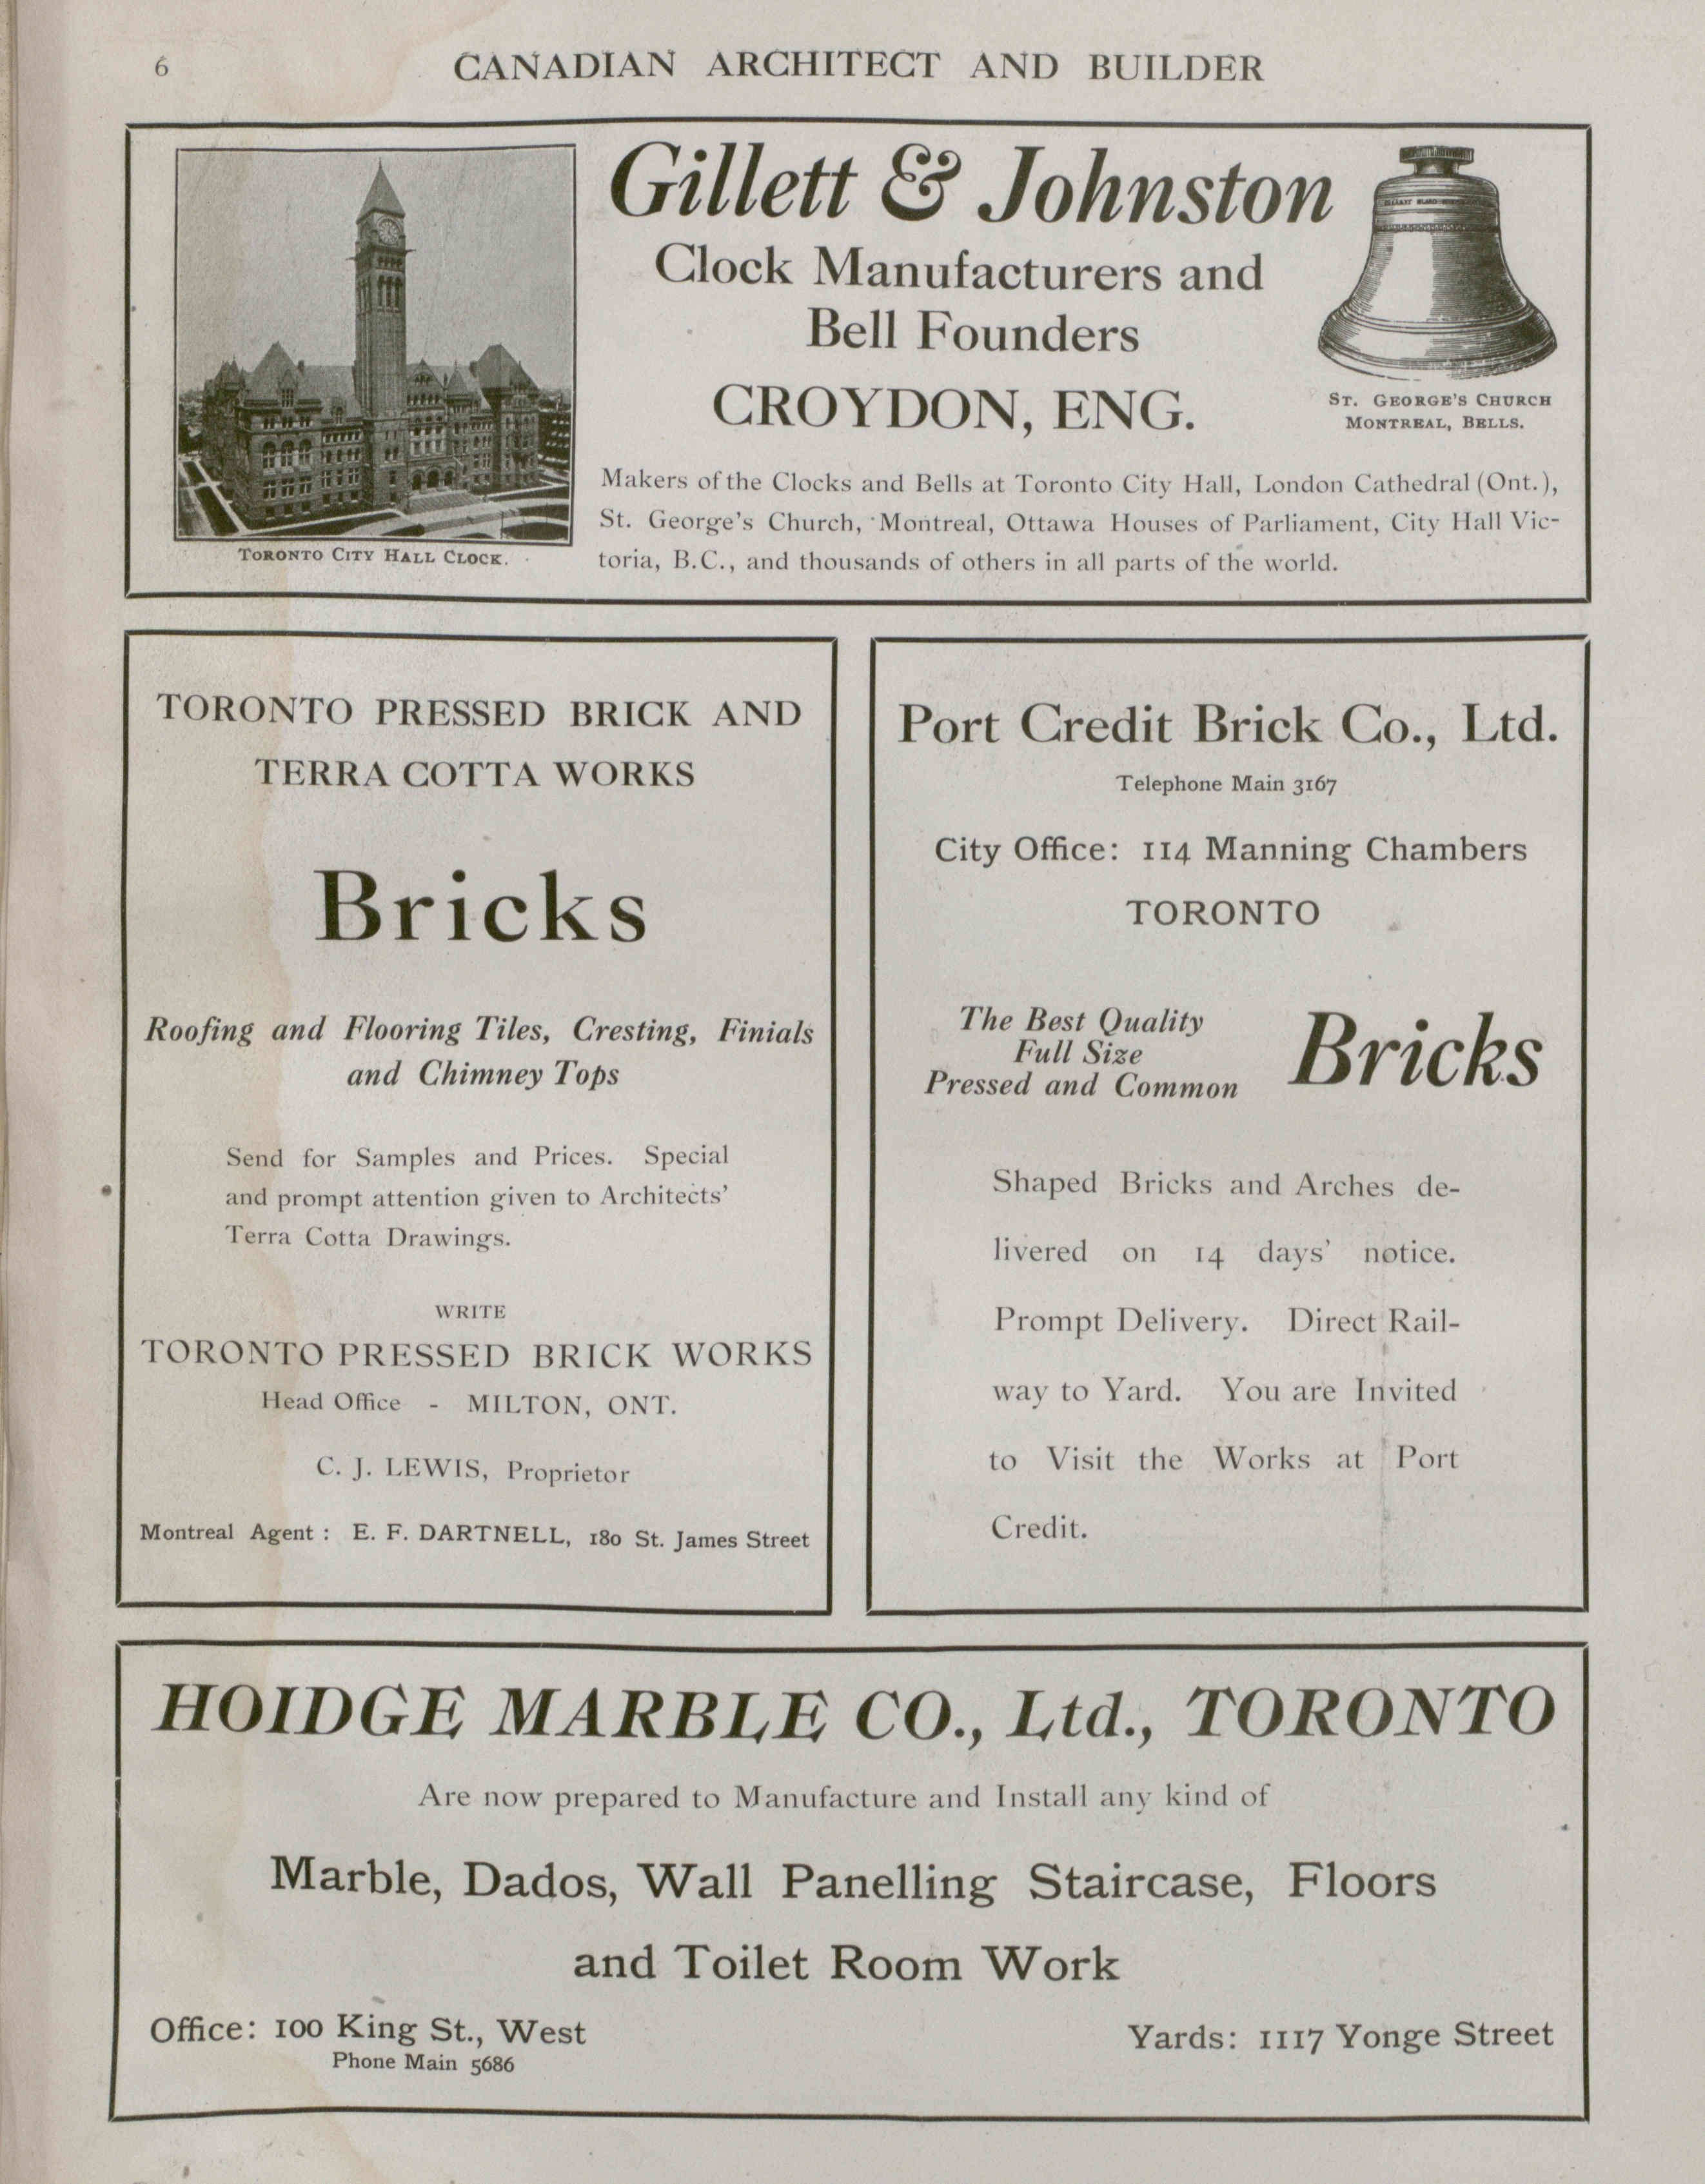 6
CANADIAN ARCHITECT AND BUILDER
Gillett & Johnston
Clock Manufacturers and
Bell Founders
CROYDON, ENG.
ST. GEORGE'S CHURCH
MONTREAL, BELLS.
Makers of the Clocks and Bells at Toronto City Hall, London Cathedral (Ont.),
St. George's Church, Montreal, Ottawa Houses of Parliament, City Hall Vic-
toria, B.C., and thousands of others in all parts of the world.
TORONTO CITY HALL CLOCK.
TORONTO PRESSED BRICK AND
TERRA COTTA WORKS
Bricks
Roofing and Flooring Tiles, Cresting, Finials
and Chimney Tops
Send for Samples and Prices. Special
and prompt attention given to Architects'
Terra Cotta Drawings.
WRITE
TORONTO PRESSED BRICK WORKS
Head Office - MILTON, ONT.
C. J. LEWIS, Proprietor
Montreal Agent : E. F. DARTNELL, 180 St. James Street
Port Credit Brick Co., Ltd.
Telephone Main 3167
City Office: 114 Manning Chambers
TORONTO
The Best Quality
Full Size
Pressed and Common
Bricks
Shaped Bricks and Arches de-
livered on 14 days' notice.
Prompt Delivery. Direct Rail-
way to Yard. You are Invited
to Visit the Works at Port
Credit.
HOIDGE MARBLE CO., Ltd., TORONTO
Are now prepared to Manufacture and Install any kind of
Marble, Dados, Wall Panelling Staircase, Floors
and Toilet Room Work
Office: 100 King St., West
Phone Main 5686
Yards: 1117 Yonge Street